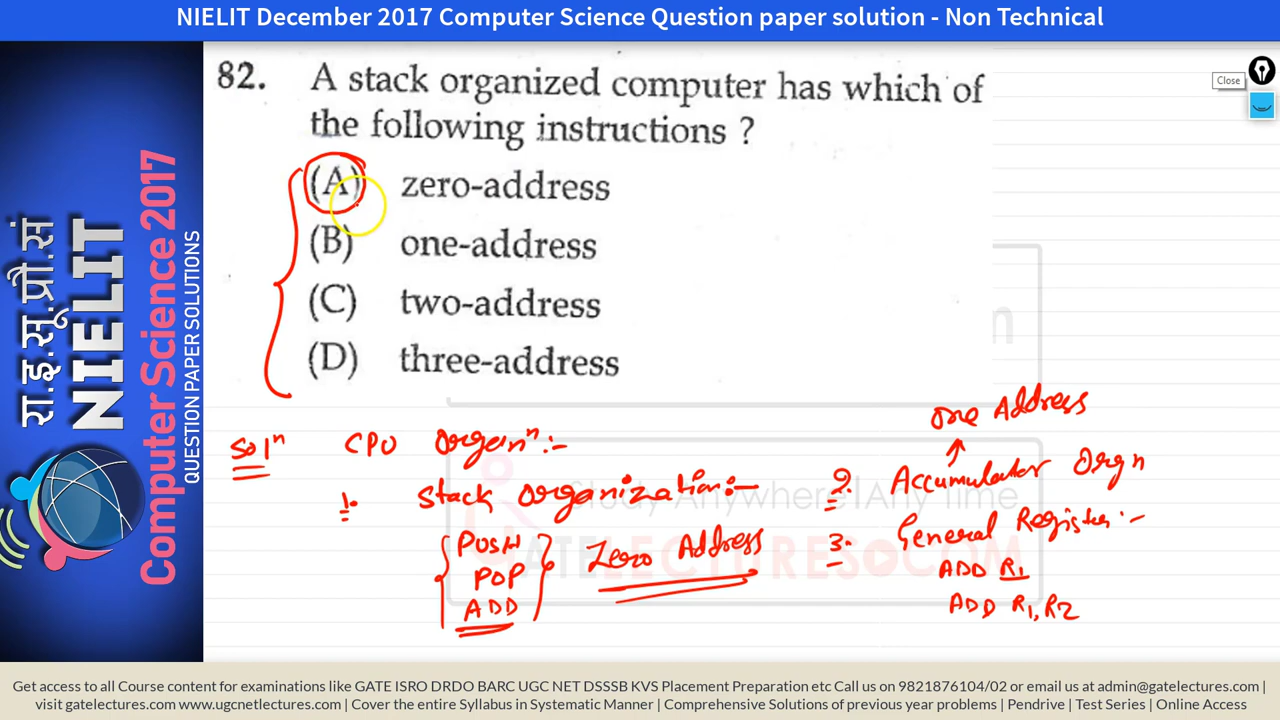 NIELIT December 2017 Computer Science Question paper solution - Non Technical
Close
82. A stack organized computer has which of
the following instructions ?
(A) zero-address
(B) one-address
(C) two-address
(D) three-address
रा.इ.सू.प्रौ.सं
NIELIT
Computer Science 2017
QUESTION PAPER SOLUTIONS
one Address
Solⁿ CPU Organⁿ :-
1. Stack Organization :-
2. Accumulator Orgn
PUSH
POP
ADD
Zero Address
3. General Register :-
ADD R1
ADD R1, R2
Study Anywhere | Any Time
GATELECTURES.COM
Get access to all Course content for examinations like GATE ISRO DRDO BARC UGC NET DSSSB KVS Placement Preparation etc Call us on 9821876104/02 or email us at admin@gatelectures.com |
visit gatelectures.com www.ugcnetlectures.com | Cover the entire Syllabus in Systematic Manner | Comprehensive Solutions of previous year problems | Pendrive | Test Series | Online Access